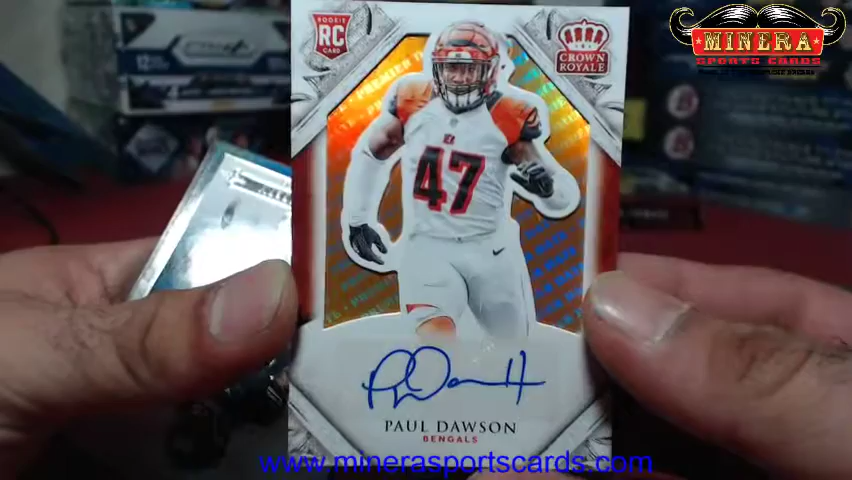 ROOKIE
RC
CARD
CROWN
ROYALE
MINERA
SPORTS CARDS
47
PAUL DAWSON
BENGALS
www.minerasportscards.com